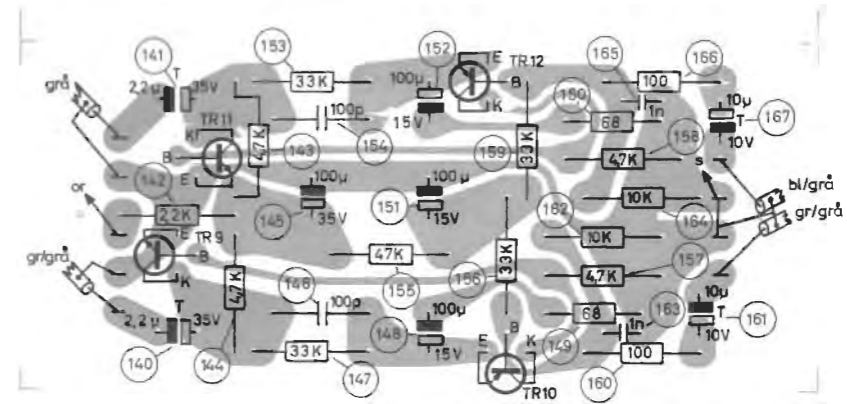 141 153 152 165 166
T E TR12
2,2μ 35V 33K 100μ B 100
grå K 150 1n 10μ
TR11 K 100p 15V 68 T 167
B 4,7K 143 154 159 33K 4,7K 158 10V
142 E 100μ 100μ s
or 2,2K 145 35V 151 15V 10K 164 bl/grå
TR9 E 162 10K gr/grå
gr/grå B 47K 33K
K 4,7K 146 155 156 4,7K 157
T 100p 100μ B 68 1n 163 10μ
2,2μ 35V 148 E K 149 T 161
33K 15V 100 10V
140 144 147 TR10 160